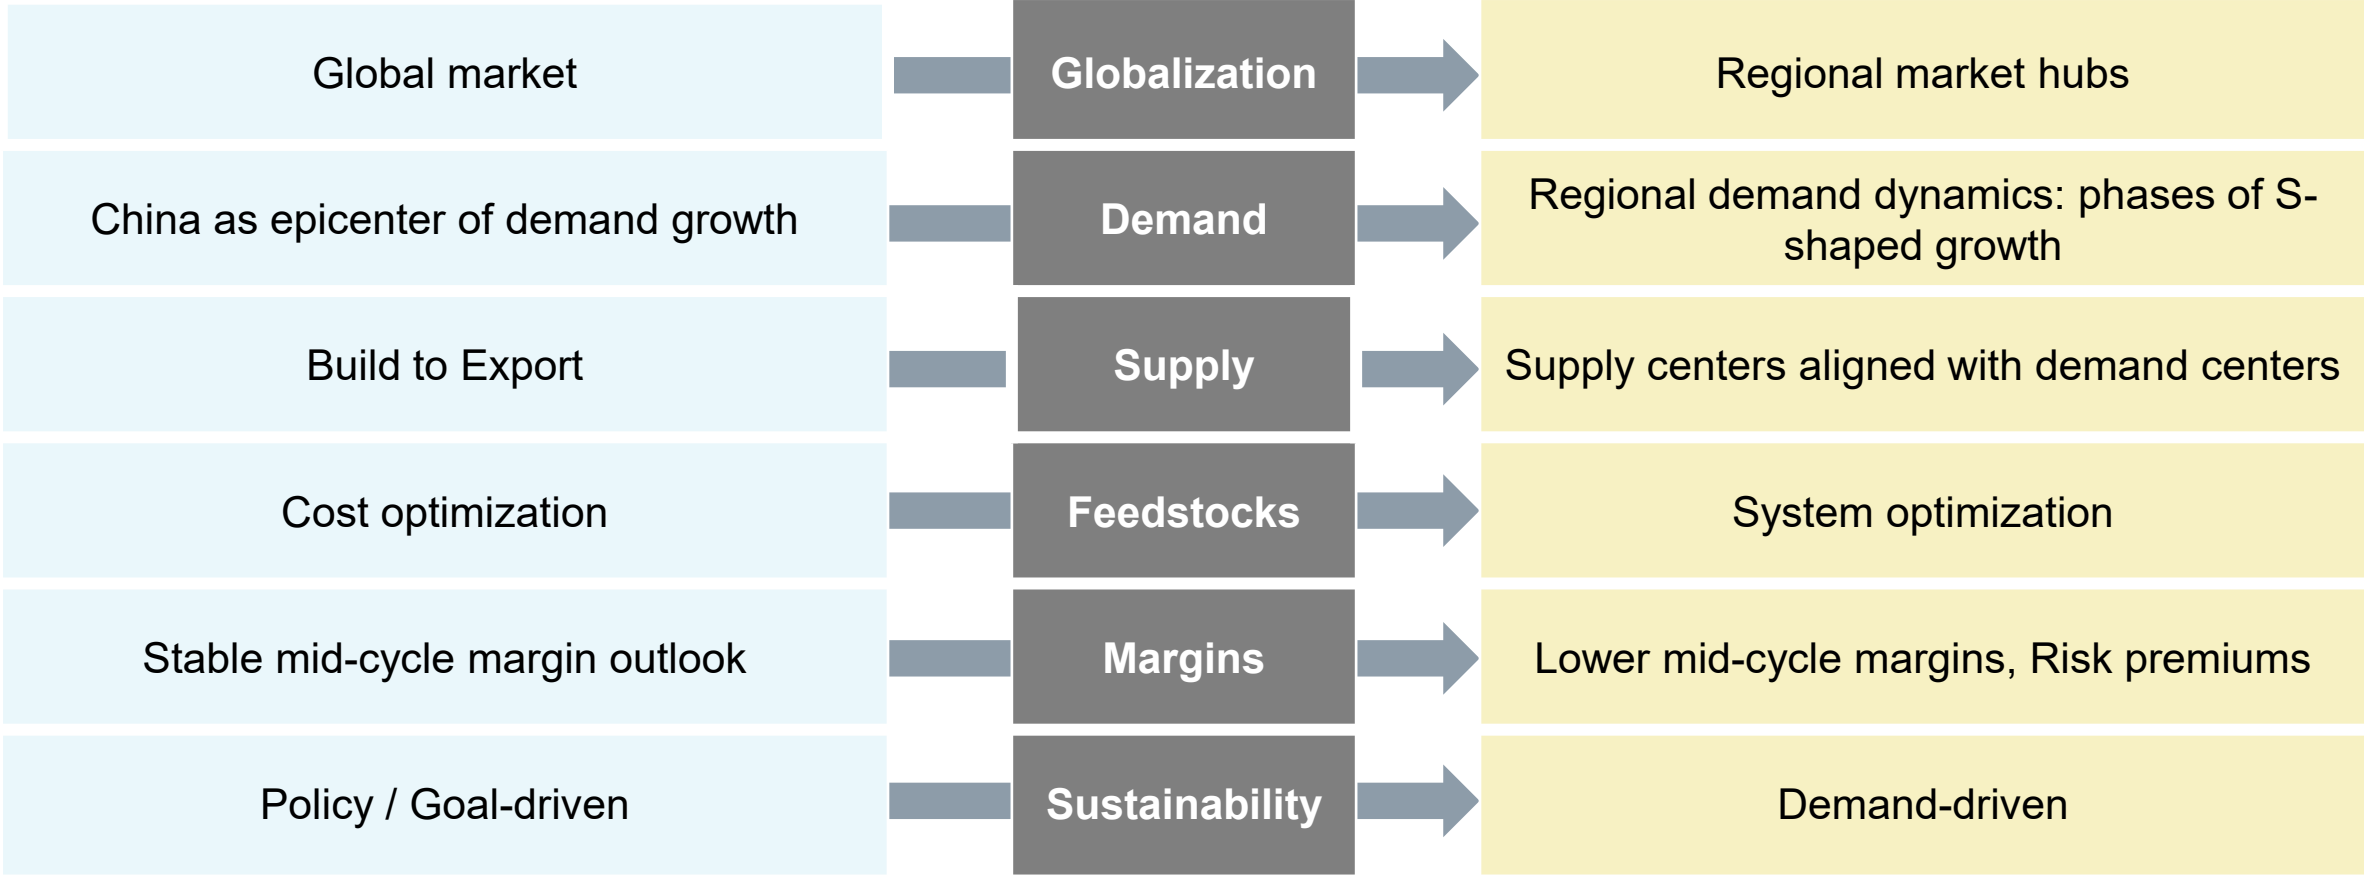 Global market
Globalization
Regional market hubs
China as epicenter of demand growth
Demand
Regional demand dynamics: phases of S-
shaped growth
Build to Export
Supply
Supply centers aligned with demand centers
Cost optimization
Feedstocks
System optimization
Stable mid-cycle margin outlook
Margins
Lower mid-cycle margins, Risk premiums
Policy / Goal-driven
Sustainability
Demand-driven